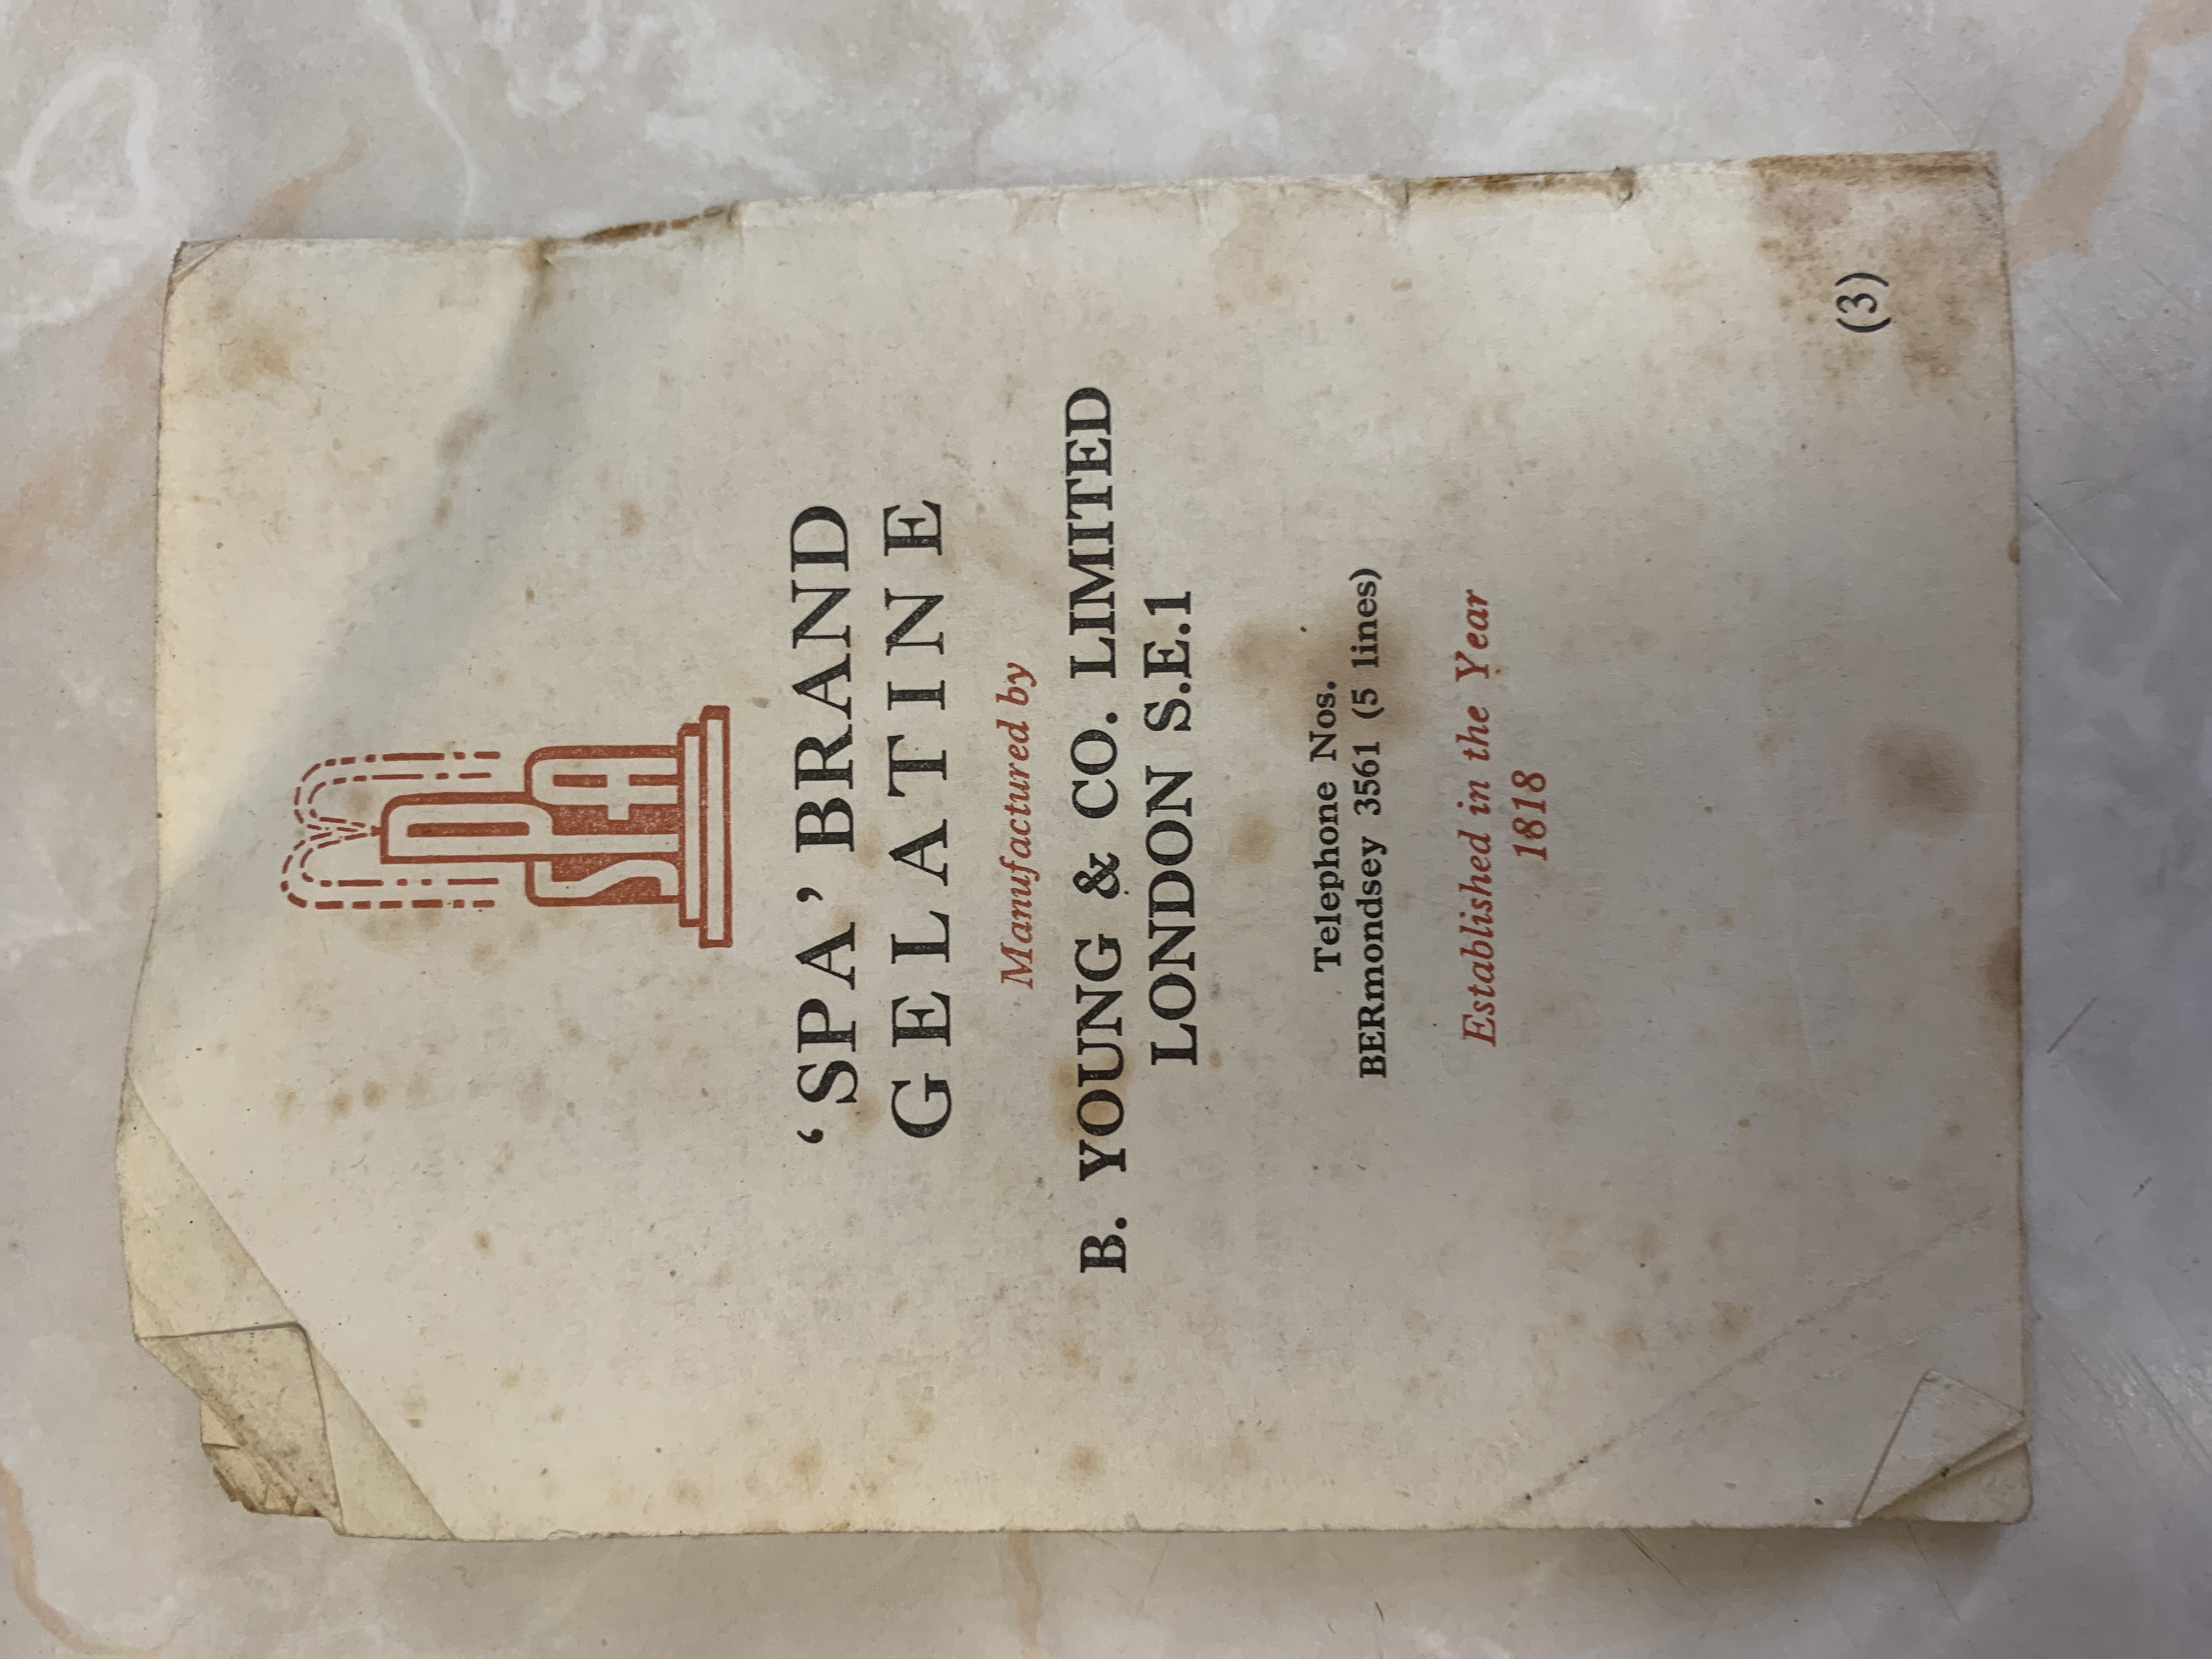 SPA
'SPA' BRAND
GELATINE
Manufactured by
B. YOUNG & CO. LIMITED
LONDON S.E.1
Telephone Nos.
BERmondsey 3561 (5 lines)
Established in the Year
1818
(3)